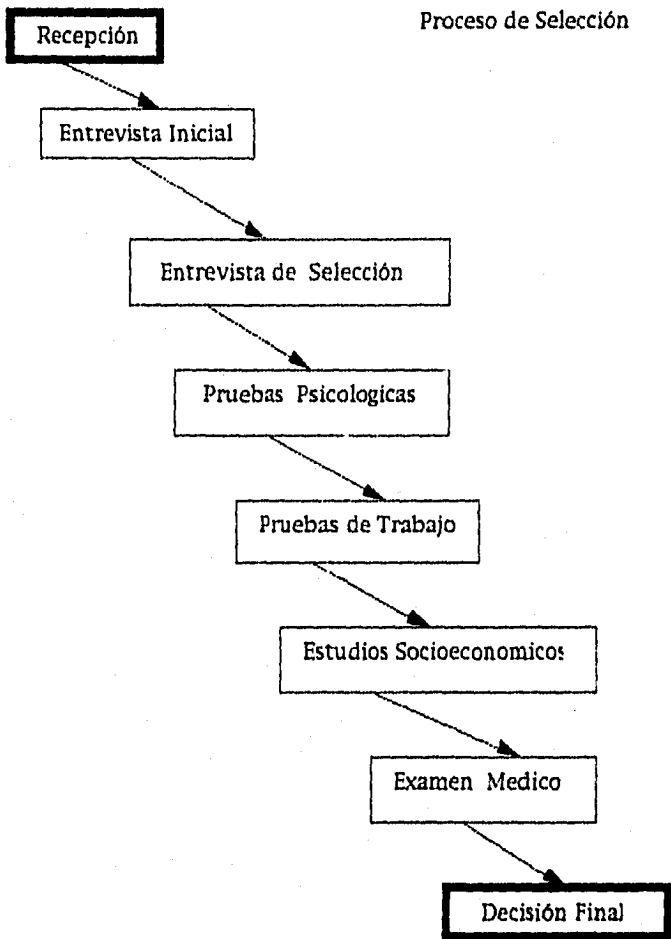 Proceso de Selección
Recepción
Entrevista Inicial
Entrevista de Selección
Pruebas Psicologicas
Pruebas de Trabajo
Estudios Socioeconomicos
Examen Medico
Decisión Final